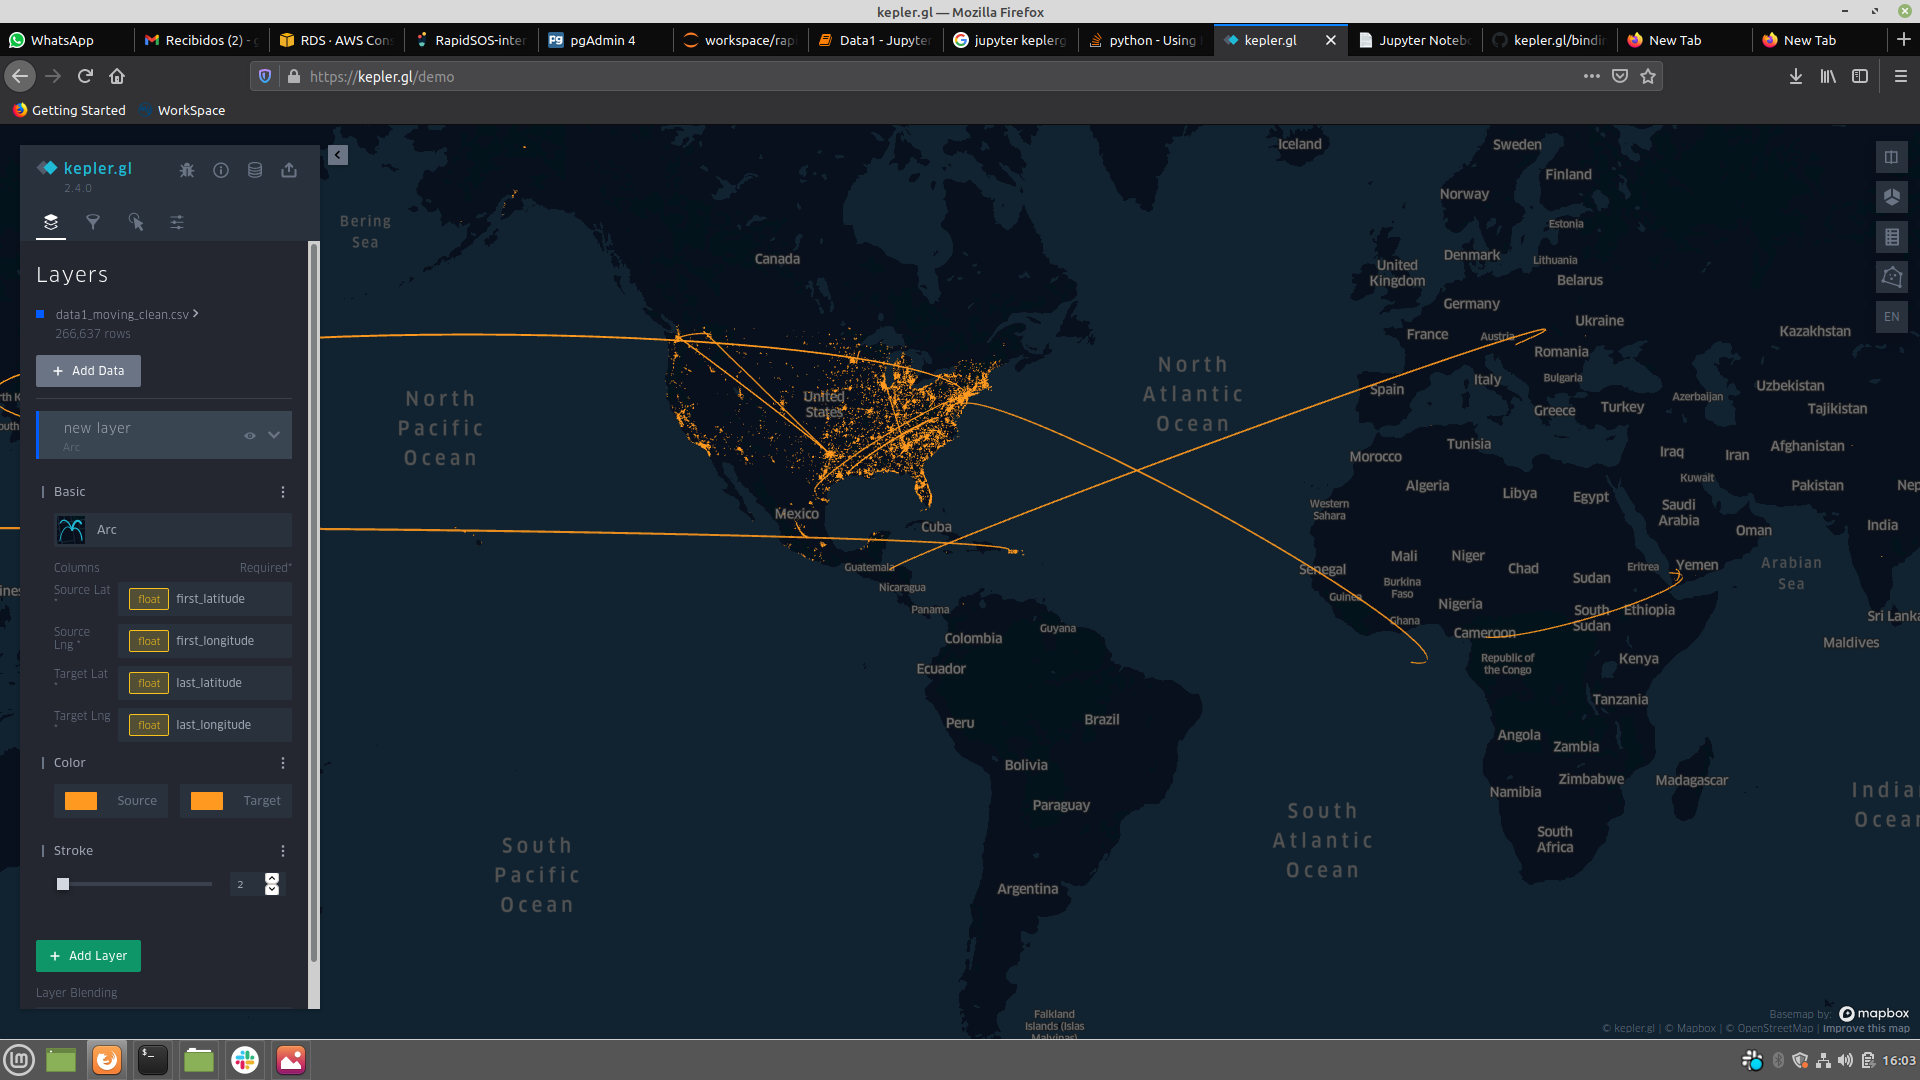 kepler.gl — Mozilla Firefox
WhatsApp
Recibidos (2) - g
RDS · AWS Con
RapidSOS-inter
pgAdmin 4
workspace/rap
Data1 - Jupyter
jupyter keplerg
python - Using
kepler.gl
Jupyter Notebo
kepler.gl/bindin
New Tab
New Tab
https://kepler.gl/demo
Getting Started
WorkSpace
kepler.gl
2.4.0
Layers
data1_moving_clean.csv
266,637 rows
+ Add Data
new layer
Arc
Basic
Arc
Columns
Required*
Source Lat *
float
first_latitude
Source Lng *
float
first_longitude
Target Lat *
float
last_latitude
Target Lng *
float
last_longitude
Color
Source
Target
Stroke
2
+ Add Layer
Layer Blending
EN
Iceland
Sweden
Finland
Norway
Bering
Sea
Estonia
Canada
Denmark
Lithuania
United
Kingdom
Belarus
Germany
Ukraine
France
Austria
Kazakhstan
Romania
North
Atlantic
Ocean
Spain
Italy
Bulgaria
Uzbekistan
United
States
North
Pacific
Ocean
Greece
Turkey
Azerbaijan
Tajikistan
Tunisia
Morocco
Iraq
Iran
Afghanistan
Algeria
Libya
Egypt
Kuwait
Pakistan
Nep
Western
Sahara
Saudi
Arabia
Mexico
Cuba
Oman
India
Mali
Niger
Chad
Sudan
Eritrea
Yemen
Arabian
Sea
Guatemala
Nicaragua
Senegal
Burkina
Faso
Guinea
Nigeria
Ghana
South
Sudan
Ethiopia
Sri Lanka
Panama
Guyana
Colombia
Cameroon
Maldives
Ecuador
Republic of
the Congo
Kenya
Tanzania
Peru
Brazil
Angola
Zambia
Bolivia
Zimbabwe
Madagascar
Namibia
Paraguay
India
Ocean
South
Atlantic
Ocean
South
Africa
South
Pacific
Ocean
Argentina
Falkland
Islands (Islas
Malvinas)
Basemap by:
mapbox
© kepler.gl | © Mapbox | © OpenStreetMap | Improve this map
16:03